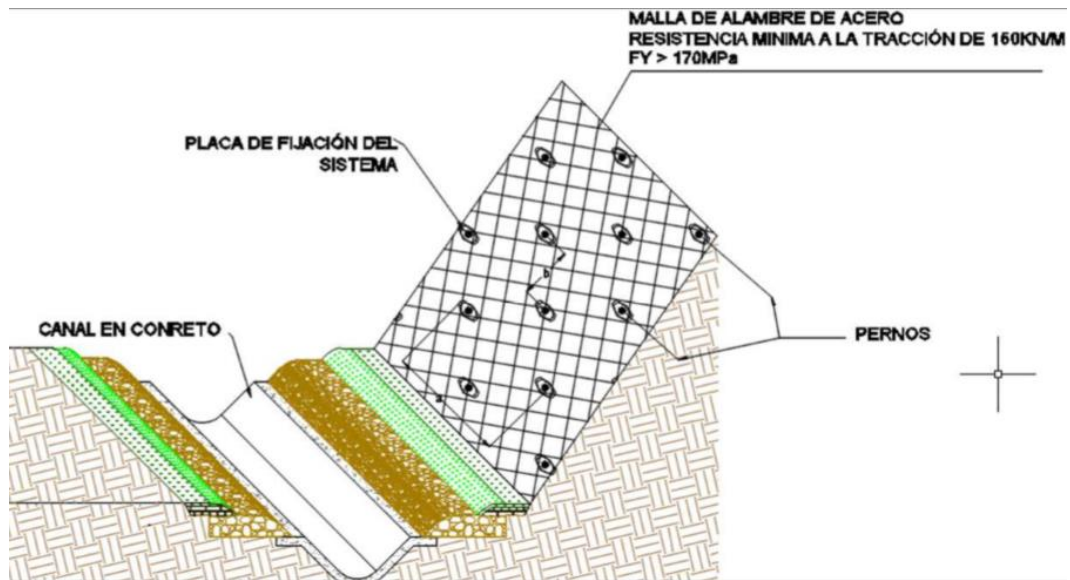 MALLA DE ALAMBRE DE ACERO
RESISTENCIA MINIMA A LA TRACCIÓN DE 150KN/M
FY > 170MPa
PLACA DE FIJACIÓN DEL
SISTEMA
b
CANAL EN CONRETO
PERNOS
a